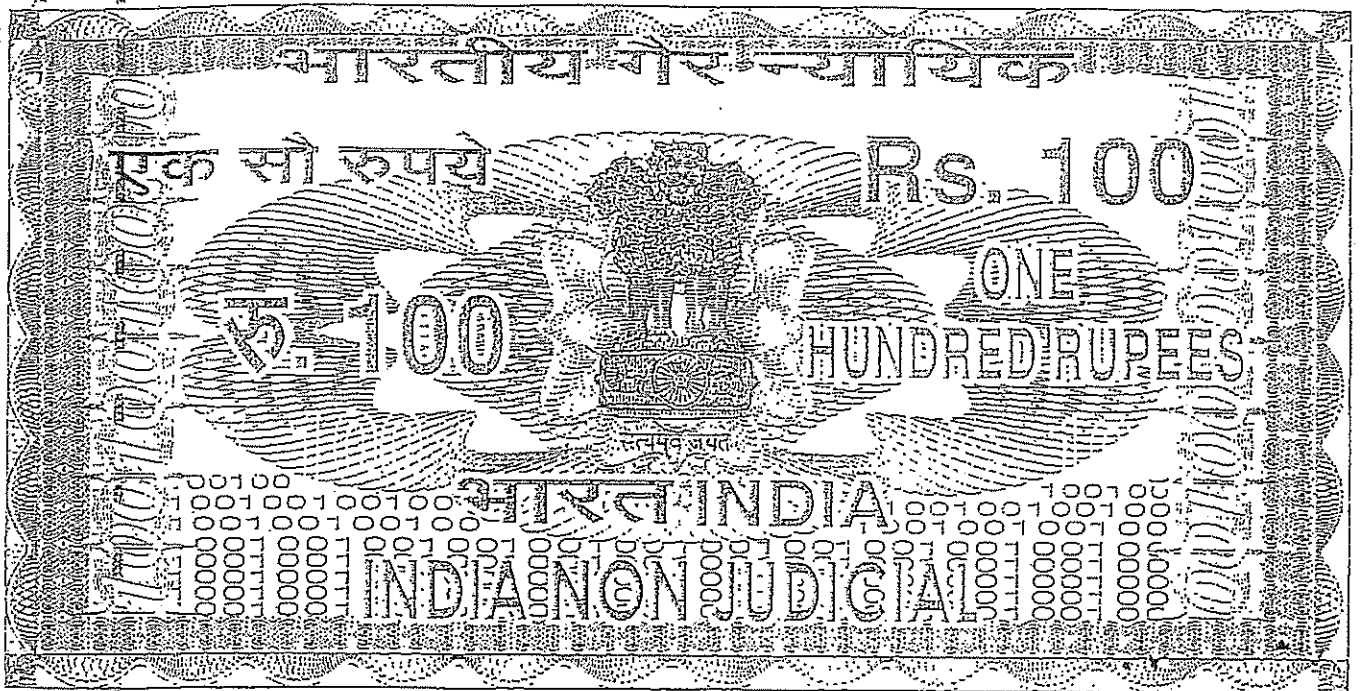 भारतीय गैर न्यायिक
एक सौ रुपये
Rs. 100
रु. 100
ONE
HUNDRED RUPEES
सत्यमेव जयते
भारत INDIA
INDIA NON JUDICIAL